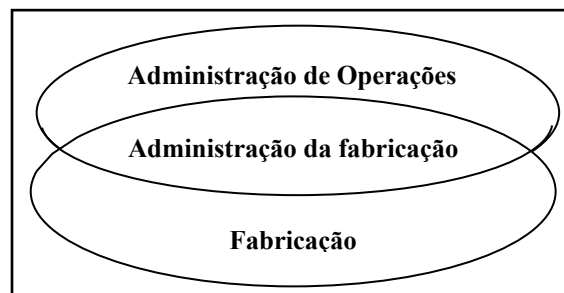 Administração de Operações
Administração da fabricação
Fabricação